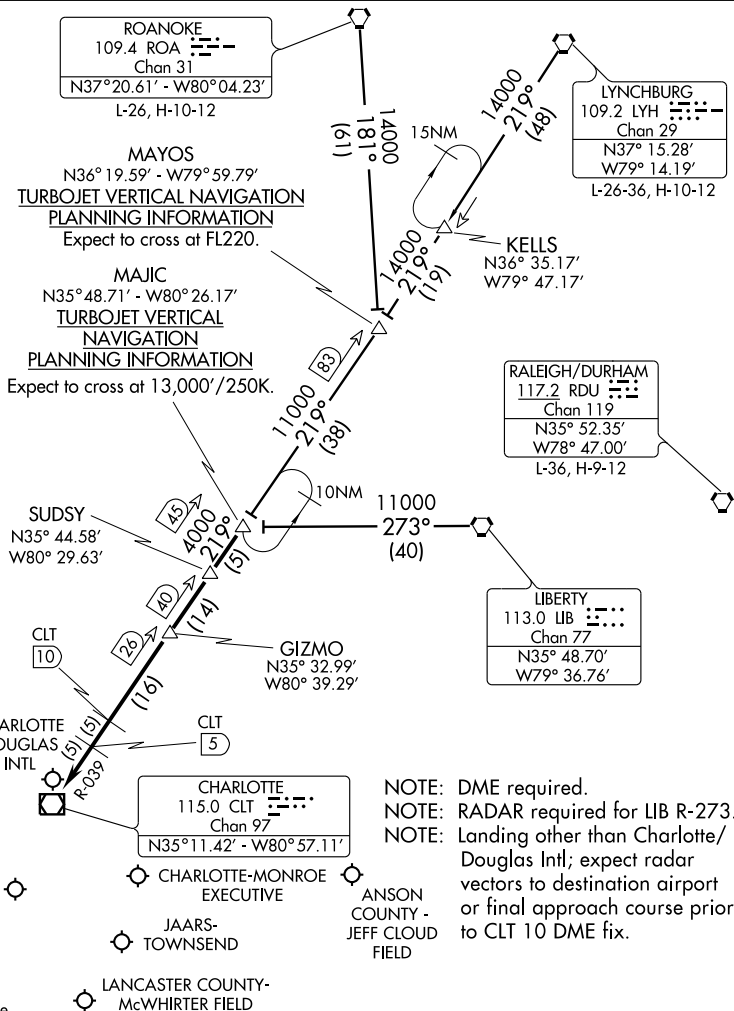 ROANOKE
109.4 ROA
Chan 31
N37°20.61' - W80°04.23'
L-26, H-10-12
LYNCHBURG
109.2 LYH
Chan 29
N37° 15.28'
W79° 14.19'
L-26-36, H-10-12
14000
181°
(61)
14000
219°
(48)
15NM
MAYOS
N36° 19.59' - W79°59.79'
TURBOJET VERTICAL NAVIGATION
PLANNING INFORMATION
Expect to cross at FL220.
KELLS
N36° 35.17'
W79° 47.17'
14000
219°
(19)
MAJIC
N35°48.71' - W80°26.17'
TURBOJET VERTICAL
NAVIGATION
PLANNING INFORMATION
Expect to cross at 13,000'/250K.
83
11000
219°
(38)
RALEIGH/DURHAM
117.2 RDU
Chan 119
N35° 52.35'
W78° 47.00'
L-36, H-9-12
10NM
11000
273°
(40)
SUDSY
N35° 44.58'
W80° 29.63'
45
4000
219°
(5)
40
(14)
LIBERTY
113.0 LIB
Chan 77
N35° 48.70'
W79° 36.76'
26
GIZMO
N35° 32.99'
W80° 39.29'
(16)
CLT
10
CLT
5
(5)
(5)
R-039
ARLOTTE
OUGLAS
INTL
CHARLOTTE
115.0 CLT
Chan 97
N35°11.42' - W80°57.11'
NOTE: DME required.
NOTE: RADAR required for LIB R-273.
NOTE: Landing other than Charlotte/
Douglas Intl; expect radar
vectors to destination airport
or final approach course prior
to CLT 10 DME fix.
CHARLOTTE-MONROE
EXECUTIVE
ANSON
COUNTY -
JEFF CLOUD
FIELD
JAARS-
TOWNSEND
LANCASTER COUNTY-
McWHIRTER FIELD